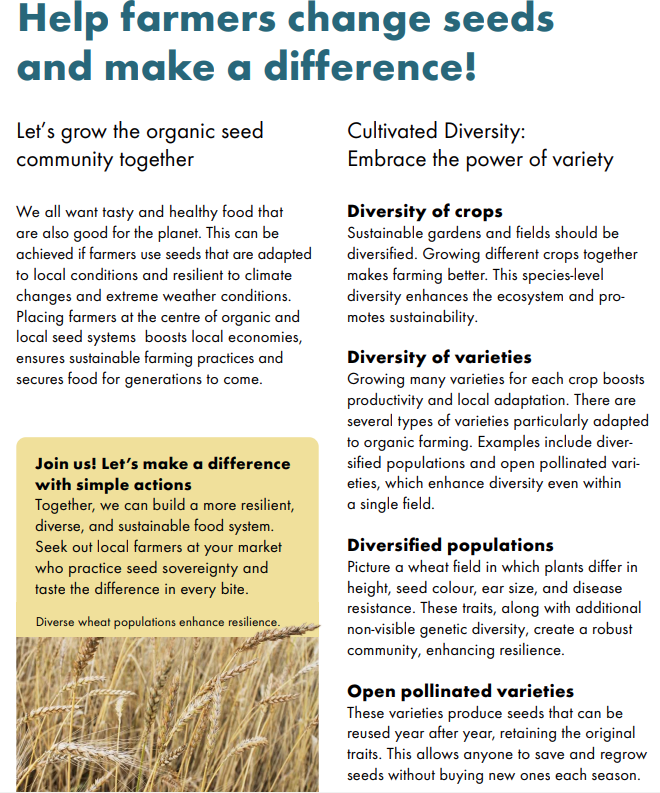 Help farmers change seeds
and make a difference!
Let's grow the organic seed
community together
We all want tasty and healthy food that
are also good for the planet. This can be
achieved if farmers use seeds that are adapted
to local conditions and resilient to climate
changes and extreme weather conditions.
Placing farmers at the centre of organic and
local seed systems  boosts local economies,
ensures sustainable farming practices and
secures food for generations to come.
Join us! Let's make a difference
with simple actions
Together, we can build a more resilient,
diverse, and sustainable food system.
Seek out local farmers at your market
who practice seed sovereignty and
taste the difference in every bite.
Diverse wheat populations enhance resilience.
Cultivated Diversity:
Embrace the power of variety
Diversity of crops
Sustainable gardens and fields should be
diversified. Growing different crops together
makes farming better. This species-level
diversity enhances the ecosystem and pro-
motes sustainability.
Diversity of varieties
Growing many varieties for each crop boosts
productivity and local adaptation. There are
several types of varieties particularly adapted
to organic farming. Examples include diver-
sified populations and open pollinated vari-
eties, which enhance diversity even within
a single field.
Diversified populations
Picture a wheat field in which plants differ in
height, seed colour, ear size, and disease
resistance. These traits, along with additional
non-visible genetic diversity, create a robust
community, enhancing resilience.
Open pollinated varieties
These varieties produce seeds that can be
reused year after year, retaining the original
traits. This allows anyone to save and regrow
seeds without buying new ones each season.